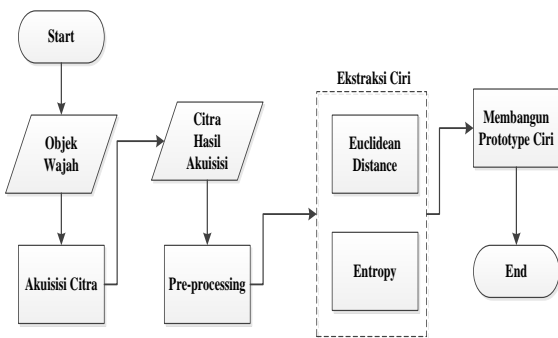 Start
Objek
Wajah
Akuisisi Citra
Citra
Hasil
Akuisisi
Pre-processing
Ekstraksi Ciri
Euclidean
Distance
Entropy
Membangun
Prototype Ciri
End